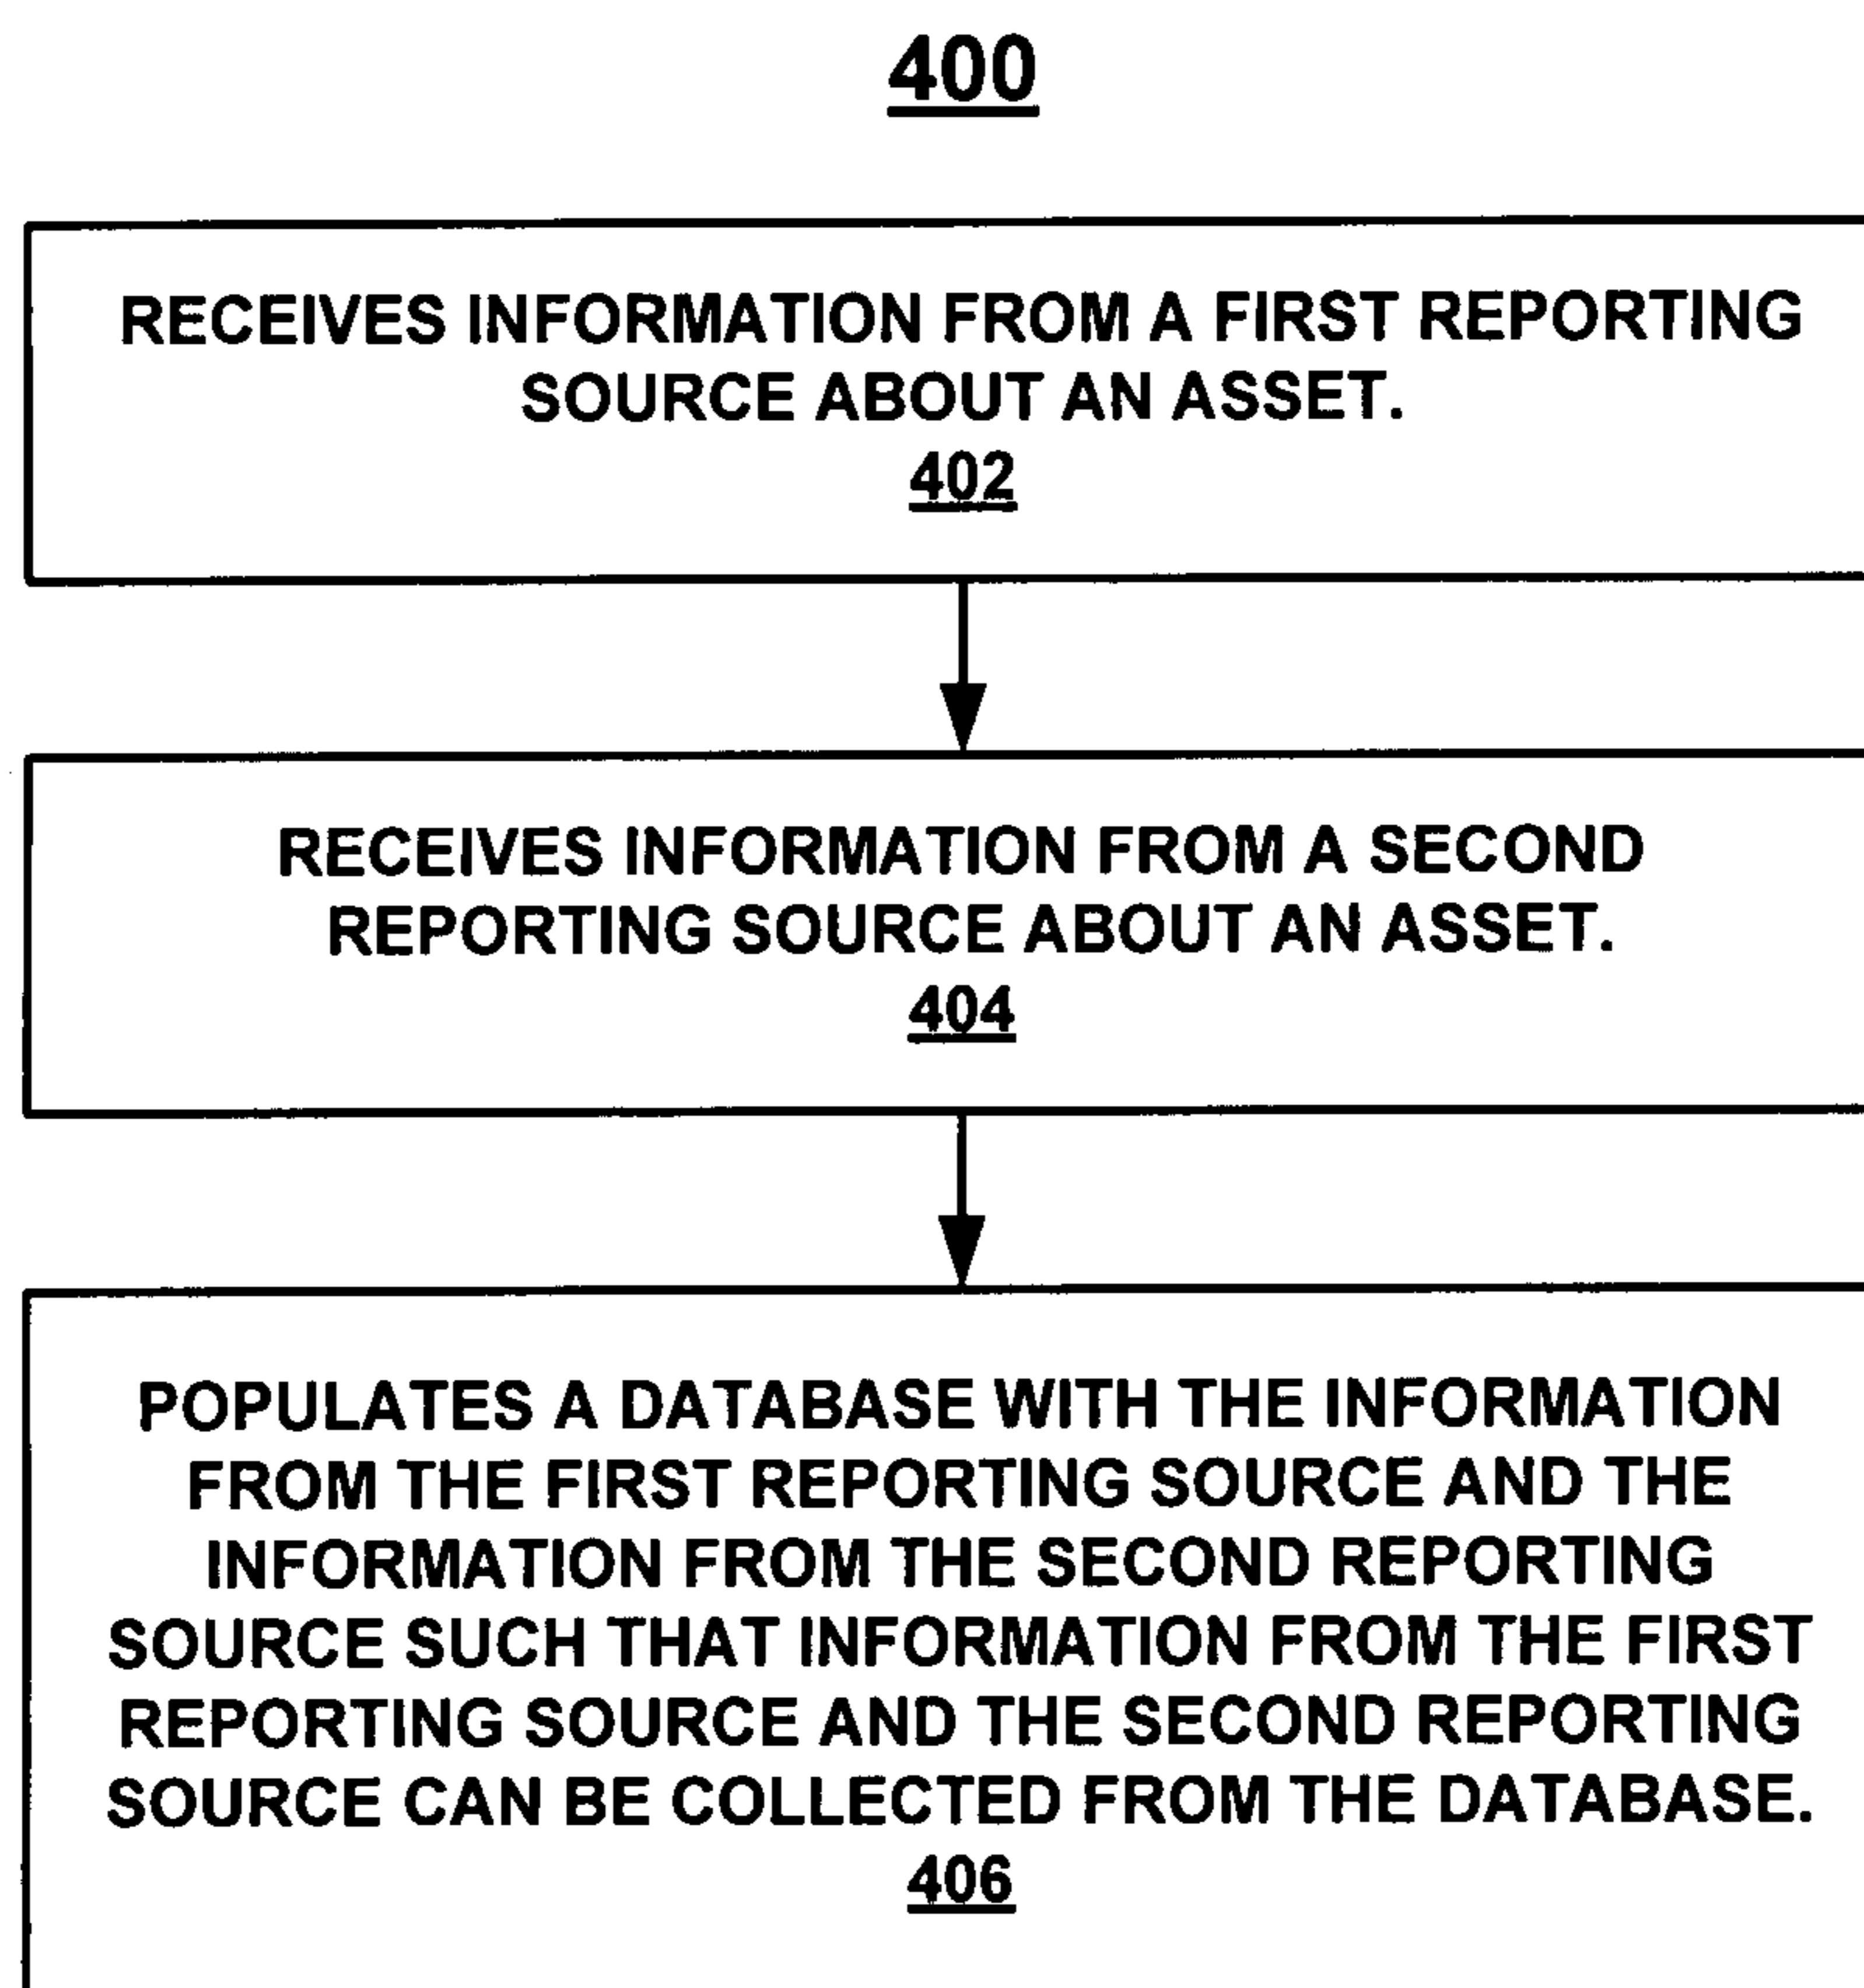 400
RECEIVES INFORMATION FROM A FIRST REPORTING
SOURCE ABOUT AN ASSET.
402
RECEIVES INFORMATION FROM A SECOND
REPORTING SOURCE ABOUT AN ASSET.
404
POPULATES A DATABASE WITH THE INFORMATION
FROM THE FIRST REPORTING SOURCE AND THE
INFORMATION FROM THE SECOND REPORTING
SOURCE SUCH THAT INFORMATION FROM THE FIRST
REPORTING SOURCE AND THE SECOND REPORTING
SOURCE CAN BE COLLECTED FROM THE DATABASE.
406